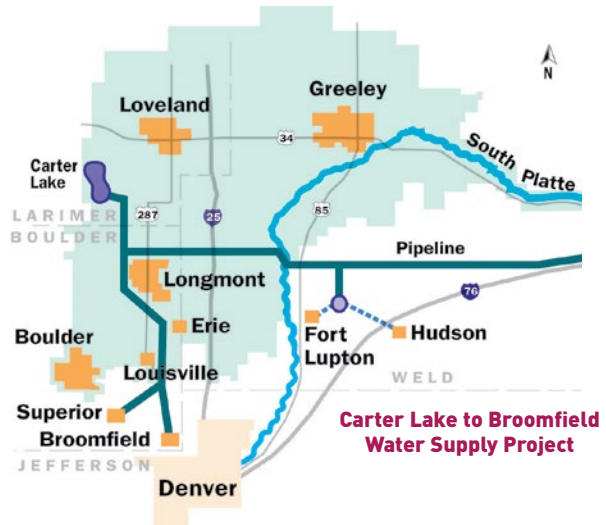 N
Greeley
Loveland
34
South Platte
Carter
Lake
LARIMER
BOULDER
287
25
85
Pipeline
Longmont
76
Erie
Fort
Lupton
Hudson
Boulder
Louisville
WELD
Superior
Broomfield
Carter Lake to Broomfield
Water Supply Project
JEFFERSON
Denver